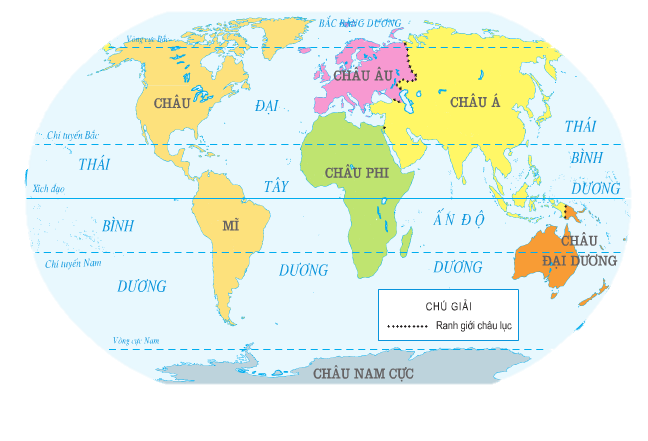 BẮC BĂNG DƯƠNG
Vòng cực Bắc
CHÂU ÂU
CHÂU
ĐẠI
CHÂU Á
Chí tuyến Bắc
THÁI
THÁI
BÌNH
CHÂU PHI
TÂY
DƯƠNG
Xích đạo
BÌNH
MĨ
ẤN ĐỘ
CHÂU
ĐẠI DƯƠNG
Chí tuyến Nam
DƯƠNG
DƯƠNG
DƯƠNG
CHÚ GIẢI
Ranh giới châu lục
Vòng cực Nam
CHÂU NAM CỰC